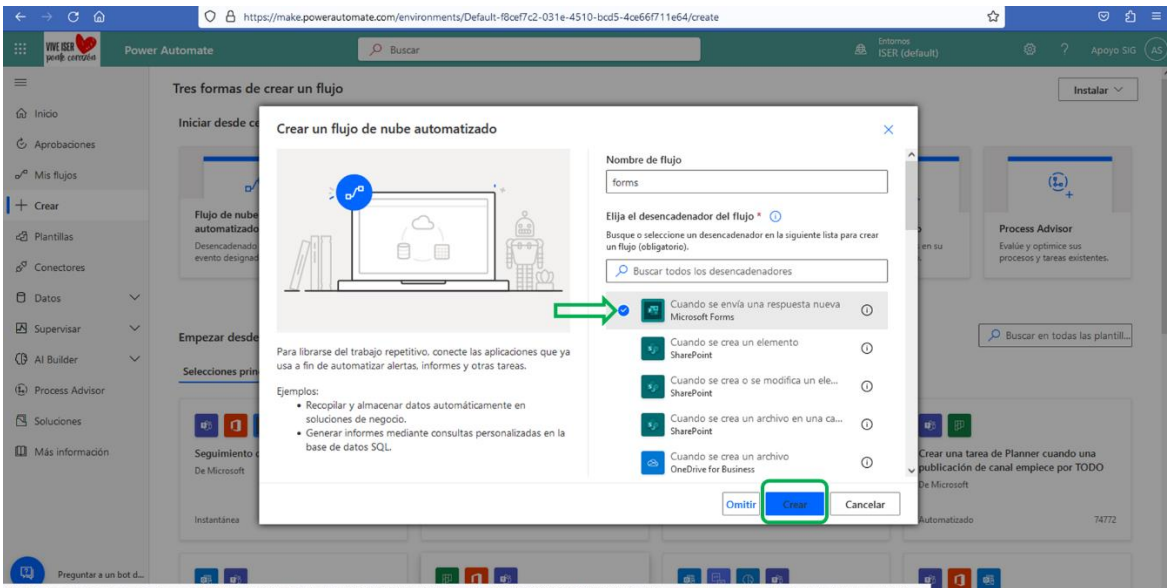 https://make.powerautomate.com/environments/Default-f8cef7c2-031e-4510-bcd5-4ce66f711e64/create
VIVE ISER
ponle corazón
Power Automate
Buscar
Entornos
ISER (default)
Apoyo SIG
AS
Tres formas de crear un flujo
Instalar
Inicio
Aprobaciones
Mis flujos
Crear
Plantillas
Conectores
Datos
Supervisar
AI Builder
Process Advisor
Soluciones
Más información
Preguntar a un bot d...
Iniciar desde
Flujo de nube
automatizado
Desencadenado
evento
Empezar desde
Selecciones
Seguimiento
De Microsoft
Instantánea
Crear un flujo de nube automatizado
Para librarse del trabajo repetitivo, conecte las aplicaciones que ya
usa a fin de automatizar alertas, informes y otras tareas.
Ejemplos:
• Recopilar y almacenar datos automáticamente en
soluciones de negocio.
• Generar informes mediante consultas personalizadas en la
base de datos SQL.
Nombre de flujo
forms
Elija el desencadenador del flujo *
Busque o seleccione un desencadenador en la siguiente lista para crear
un flujo (obligatorio).
Buscar todos los desencadenadores
Cuando se envía una respuesta nueva
Microsoft Forms
Cuando se crea un elemento
SharePoint
Cuando se crea o se modifica un ele...
SharePoint
Cuando se crea un archivo en una ca...
SharePoint
Cuando se crea un archivo
OneDrive for Business
Omitir
Crear
Cancelar
en su
Process Advisor
Evalúe y optimice sus
procesos y tareas existentes.
Buscar en todas las plantill...
Crear una tarea de Planner cuando una
publicación de canal empiece por TODO
De Microsoft
Automatizado
74772